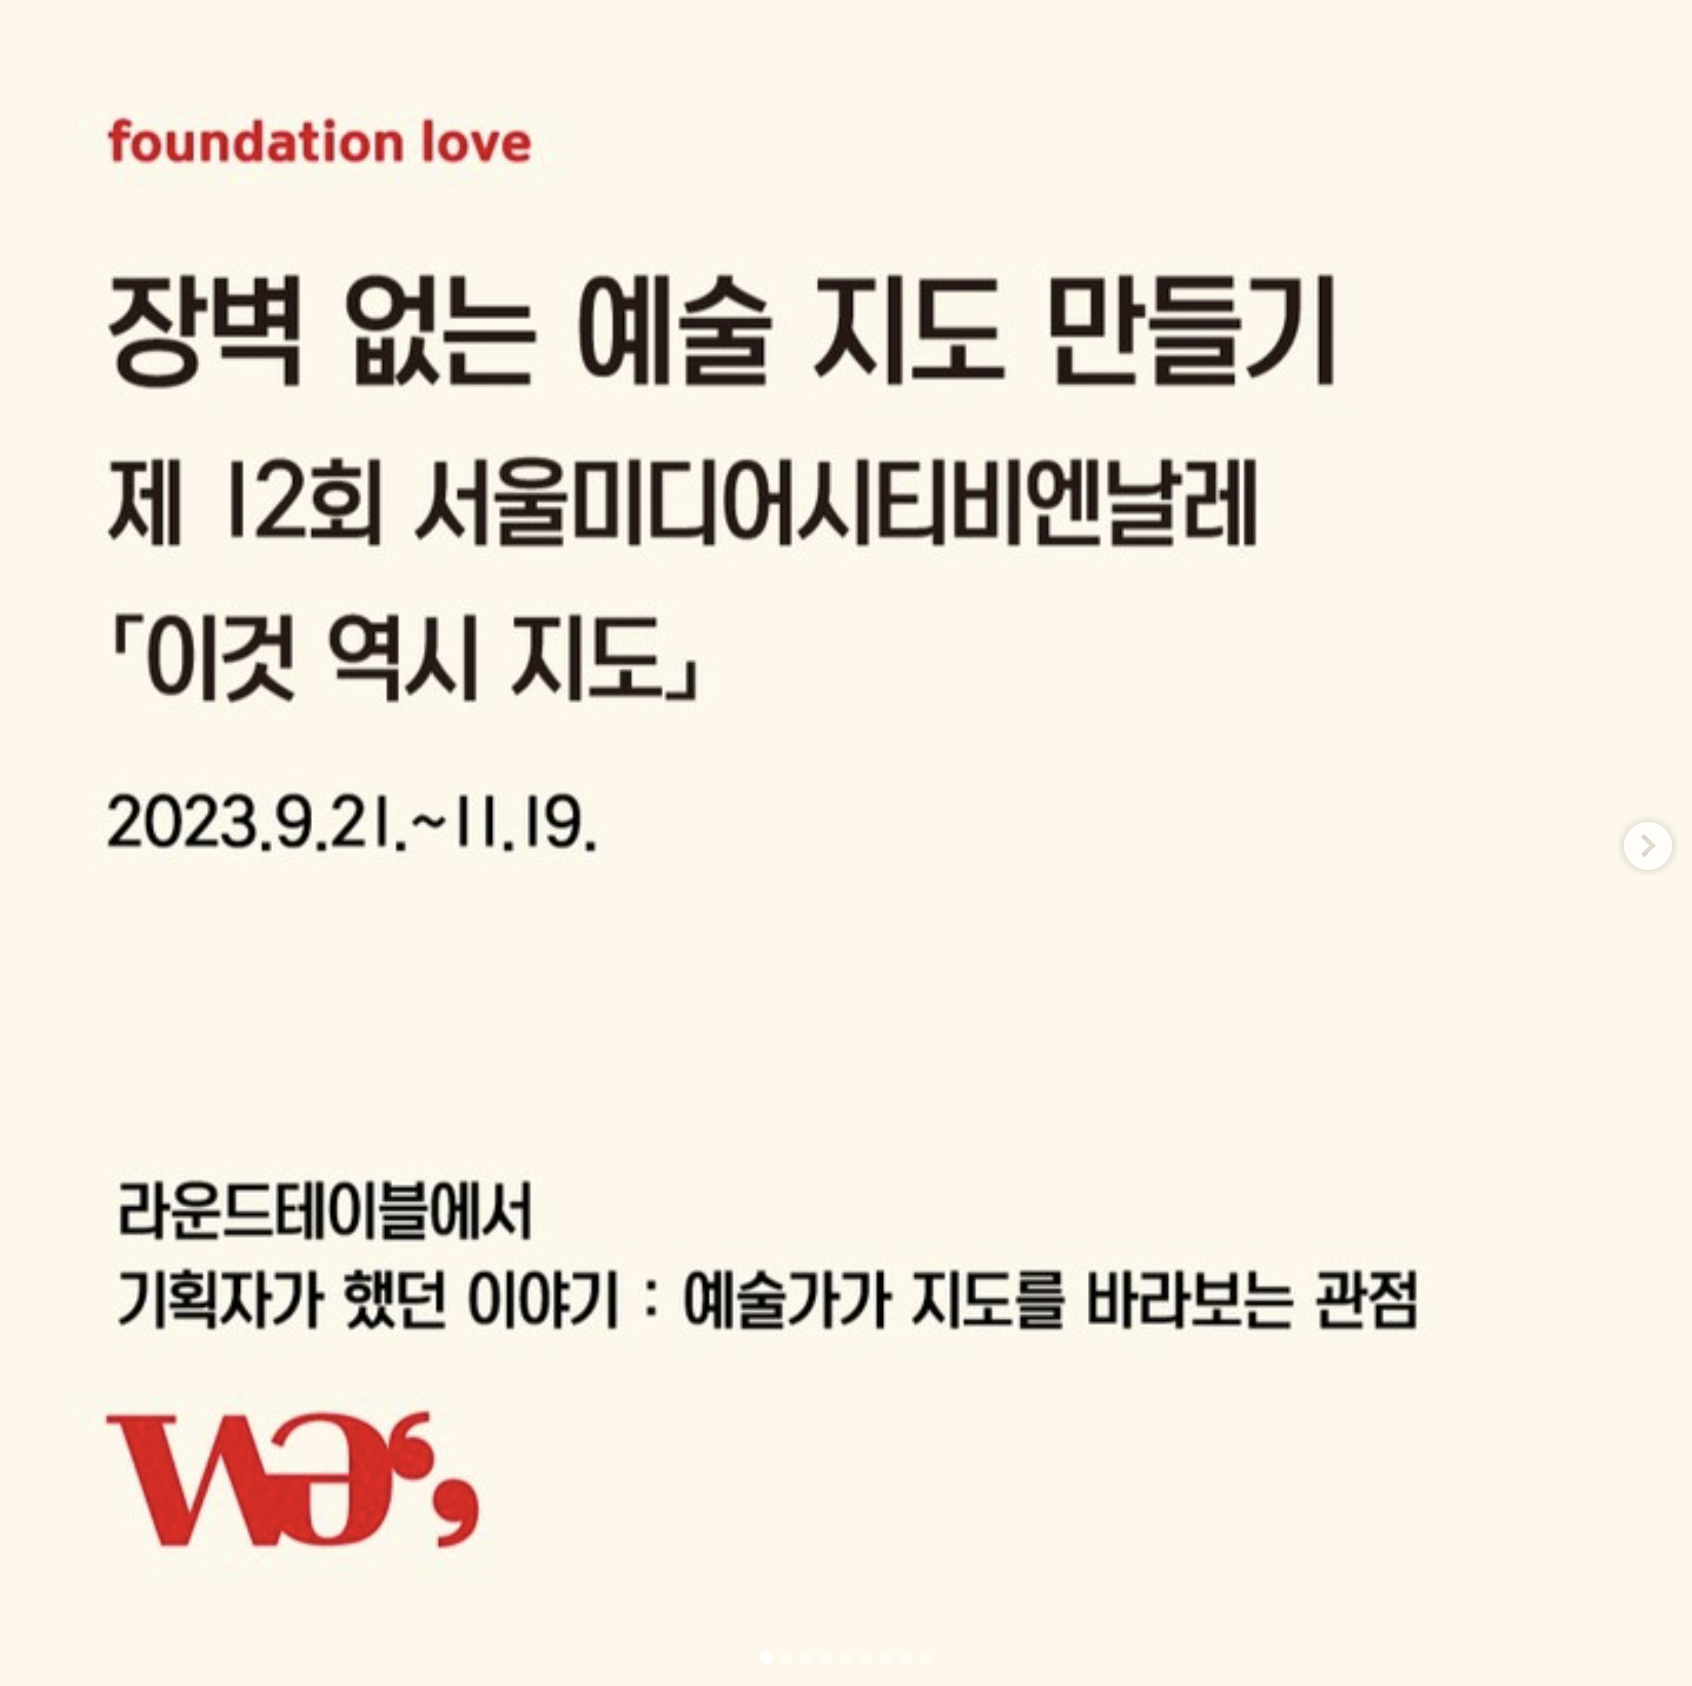 foundation love
장벽 없는 예술 지도 만들기
제 12회 서울미디어시티비엔날레
「이것 역시 지도」
2023.9.21.~11.19.
라운드테이블에서
기획자가 했던 이야기 : 예술가가 지도를 바라보는 관점
wə‘,